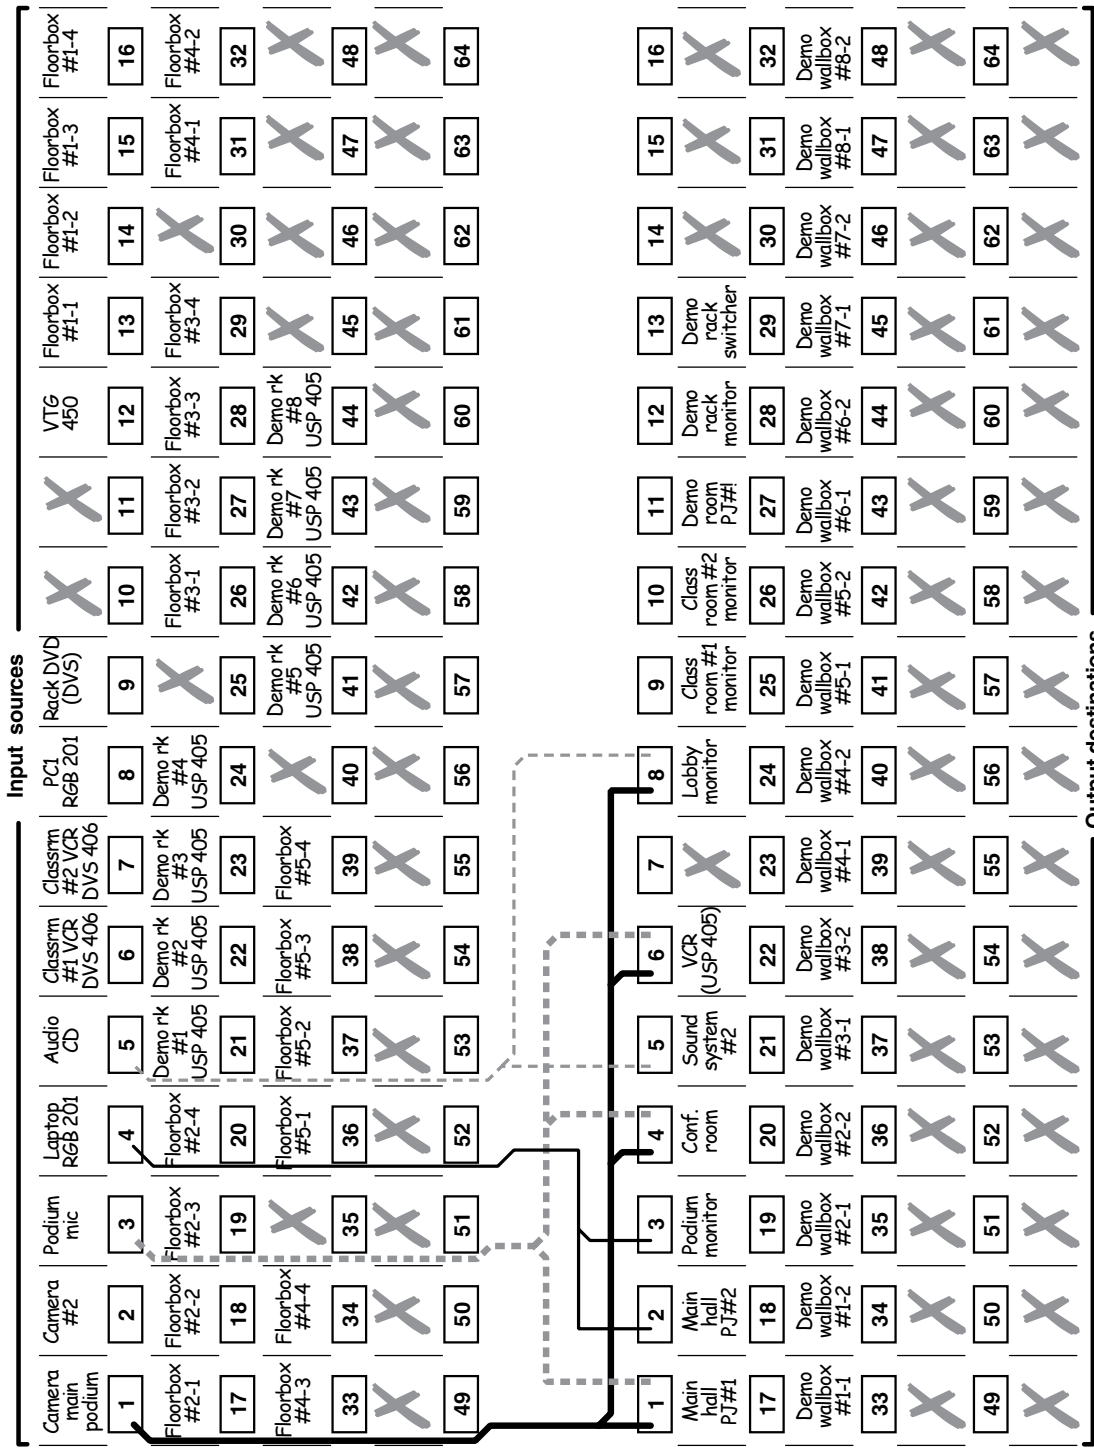 Input sources
Camera
main
podium
Camera
#2
Podium
mic
Laptop
RGB 201
Audio
CD
Classrm
#1 VCR
DVS 406
Classrm
#2 VCR
DVS 406
PC1
RGB 201
Rack DVD
(DVS)
VTG
450
Floorbox
#1-1
Floorbox
#1-2
Floorbox
#1-3
Floorbox
#1-4
1 2 3 4 5 6 7 8 9 10 11 12 13 14 15 16
Floorbox
#2-1
Floorbox
#2-2
Floorbox
#2-3
Floorbox
#2-4
Demo rk
#1
USP 405
Demo rk
#2
USP 405
Demo rk
#3
USP 405
Demo rk
#4
USP 405
Floorbox
#3-1
Floorbox
#3-2
Floorbox
#3-3
Floorbox
#3-4
Floorbox
#4-1
Floorbox
#4-2
17 18 19 20 21 22 23 24 25 26 27 28 29 30 31 32
Floorbox
#4-3
Floorbox
#4-4
Floorbox
#5-1
Floorbox
#5-2
Floorbox
#5-3
Floorbox
#5-4
Demo rk
#5
USP 405
Demo rk
#6
USP 405
Demo rk
#7
USP 405
Demo rk
#8
USP 405
33 34 35 36 37 38 39 40 41 42 43 44 45 46 47 48
49 50 51 52 53 54 55 56 57 58 59 60 61 62 63 64
1 2 3 4 5 6 7 8 9 10 11 12 13 14 15 16
Main
hall
PJ#1
Main
hall
PJ#2
Podium
monitor
Conf.
room
Sound
system
#2
VCR
(USP 405)
Lobby
monitor
Class
room #1
monitor
Class
room #2
monitor
Demo
room
PJ##!
Demo
rack
monitor
Demo
rack
switcher
17 18 19 20 21 22 23 24 25 26 27 28 29 30 31 32
Demo
wallbox
#1-1
Demo
wallbox
#1-2
Demo
wallbox
#2-1
Demo
wallbox
#2-2
Demo
wallbox
#3-1
Demo
wallbox
#3-2
Demo
wallbox
#4-1
Demo
wallbox
#4-2
Demo
wallbox
#5-1
Demo
wallbox
#5-2
Demo
wallbox
#6-1
Demo
wallbox
#6-2
Demo
wallbox
#7-1
Demo
wallbox
#7-2
Demo
wallbox
#8-1
Demo
wallbox
#8-2
33 34 35 36 37 38 39 40 41 42 43 44 45 46 47 48
49 50 51 52 53 54 55 56 57 58 59 60 61 62 63 64
Output destinations